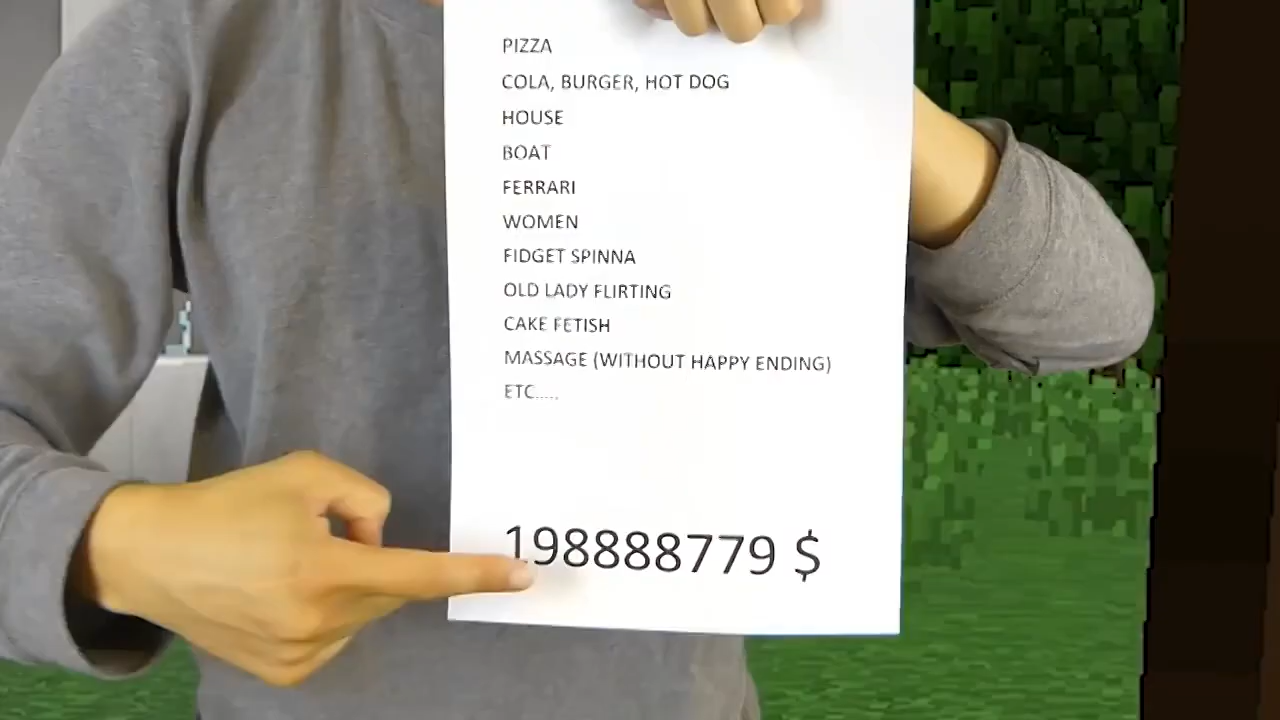 PIZZA
COLA, BURGER, HOT DOG
HOUSE
BOAT
FERRARI
WOMEN
FIDGET SPINNA
OLD LADY FLIRTING
CAKE FETISH
MASSAGE (WITHOUT HAPPY ENDING)
ETC.....
198888779 $